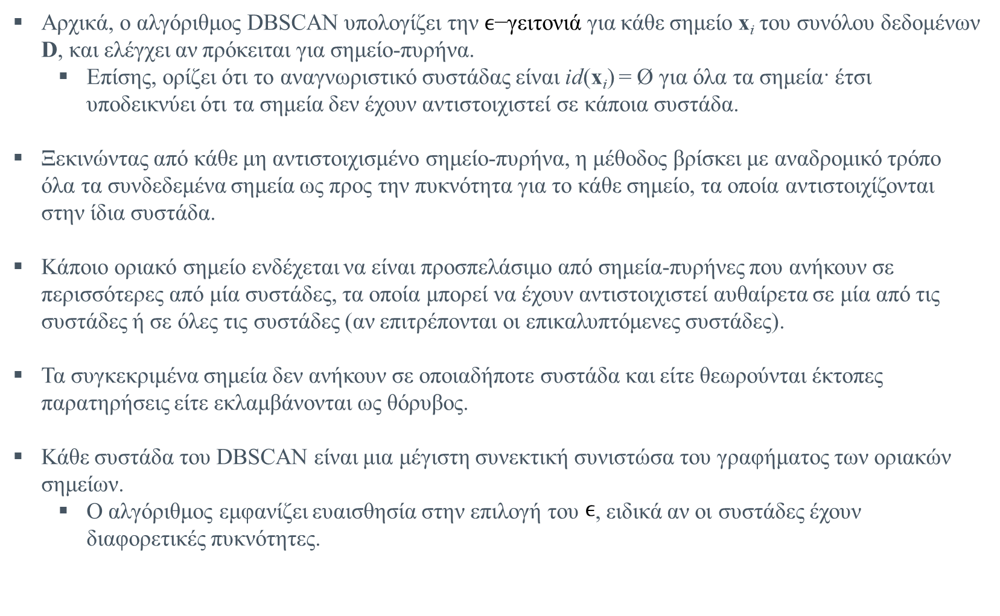 ▪ Αρχικά, ο αλγόριθμος DBSCAN υπολογίζει την ϵ–γειτονιά για κάθε σημείο xᵢ του συνόλου δεδομένων
D, και ελέγχει αν πρόκειται για σημείο-πυρήνα.
▪ Επίσης, ορίζει ότι το αναγνωριστικό συστάδας είναι id(xᵢ) = Ø για όλα τα σημεία· έτσι
υποδεικνύει ότι τα σημεία δεν έχουν αντιστοιχιστεί σε κάποια συστάδα.
▪ Ξεκινώντας από κάθε μη αντιστοιχισμένο σημείο-πυρήνα, η μέθοδος βρίσκει με αναδρομικό τρόπο
όλα τα συνδεδεμένα σημεία ως προς την πυκνότητα για το κάθε σημείο, τα οποία αντιστοιχίζονται
στην ίδια συστάδα.
▪ Κάποιο οριακό σημείο ενδέχεται να είναι προσπελάσιμο από σημεία-πυρήνες που ανήκουν σε
περισσότερες από μία συστάδες, τα οποία μπορεί να έχουν αντιστοιχιστεί αυθαίρετα σε μία από τις
συστάδες ή σε όλες τις συστάδες (αν επιτρέπονται οι επικαλυπτόμενες συστάδες).
▪ Τα συγκεκριμένα σημεία δεν ανήκουν σε οποιαδήποτε συστάδα και είτε θεωρούνται έκτοπες
παρατηρήσεις είτε εκλαμβάνονται ως θόρυβος.
▪ Κάθε συστάδα του DBSCAN είναι μια μέγιστη συνεκτική συνιστώσα του γραφήματος των οριακών
σημείων.
▪ Ο αλγόριθμος εμφανίζει ευαισθησία στην επιλογή του ϵ, ειδικά αν οι συστάδες έχουν
διαφορετικές πυκνότητες.